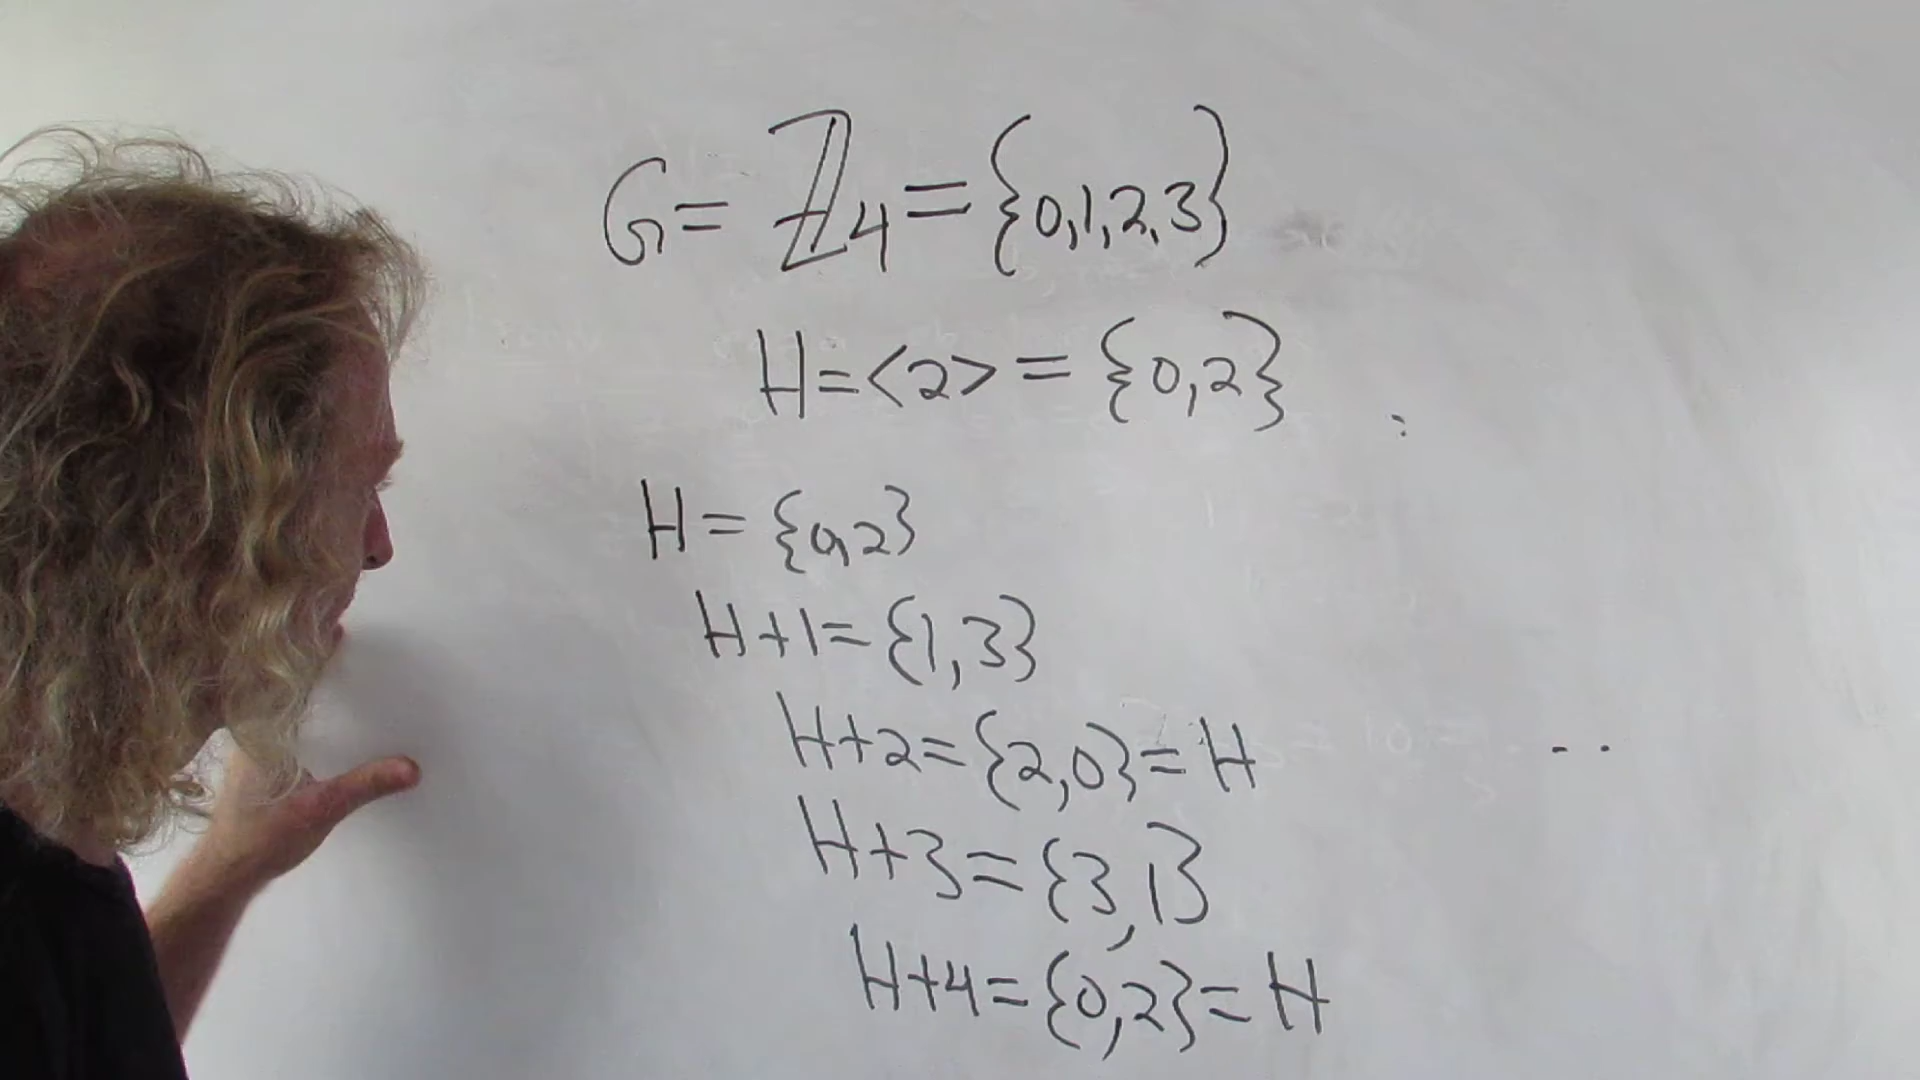 G = ℤ4 = {0,1,2,3}
H = <2> = {0,2}
H = {0,2}
H+1 = {1,3}
H+2 = {2,0} = H
H+3 = {3,1}
H+4 = {0,2} = H